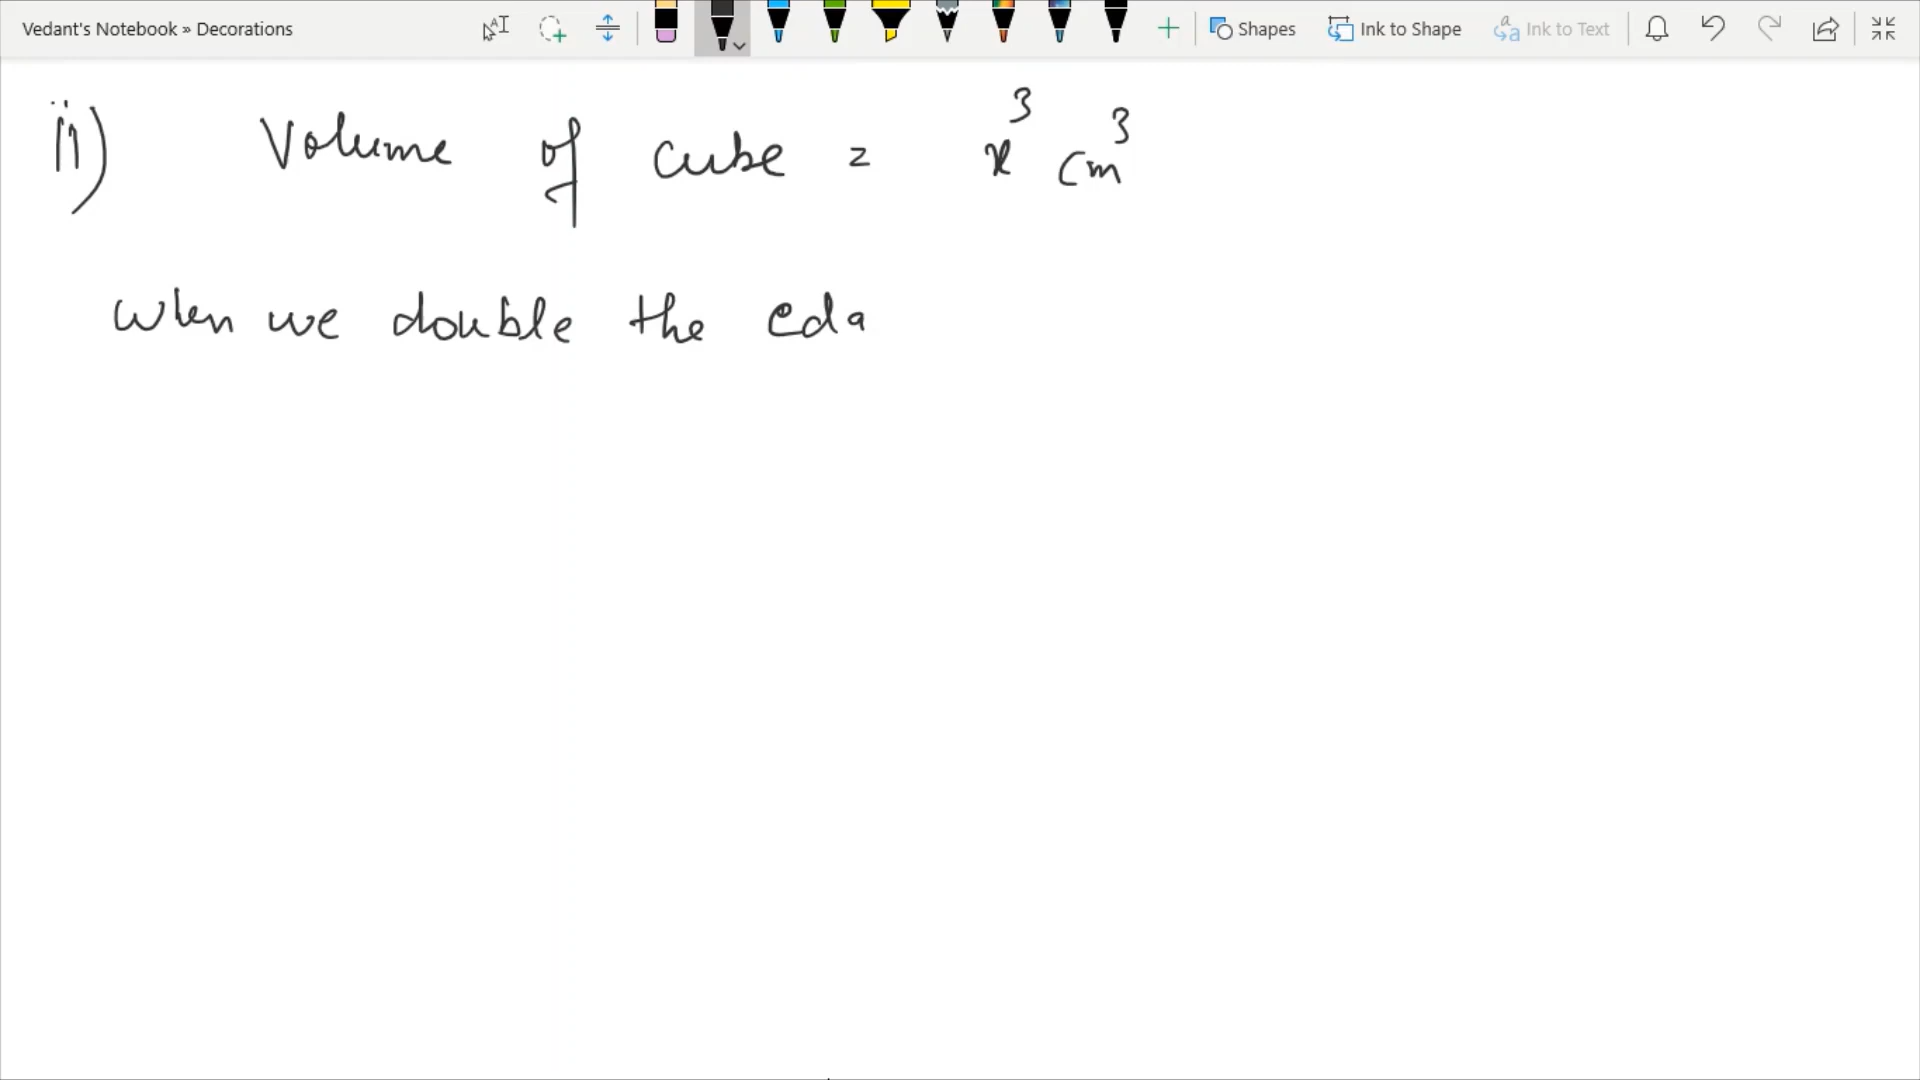 Vedant's Notebook » Decorations
Shapes
Ink to Shape
Ink to Text
ii) Volume of cube = x³ cm³
when we double the eda